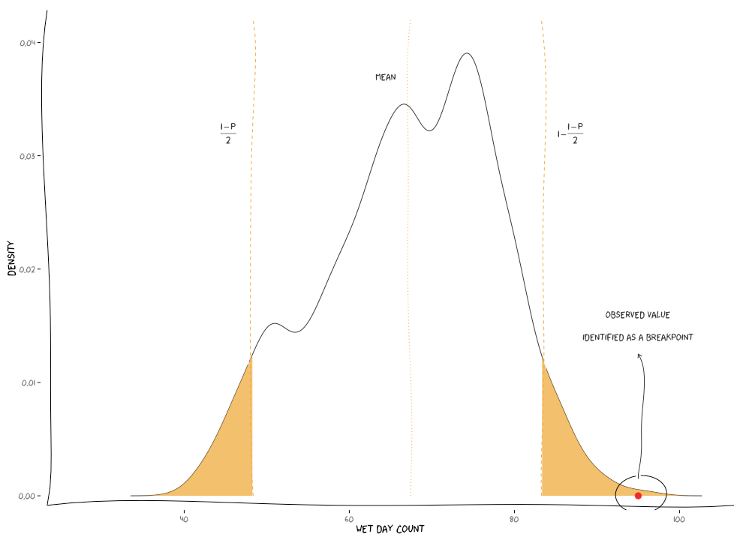 0.04
MEAN
1-P
2
1-
1-P
2
0.03
DENSITY
0.02
OBSERVED VALUE
IDENTIFIED AS A BREAKPOINT
0.01
0.00
40
60
80
100
WET DAY COUNT